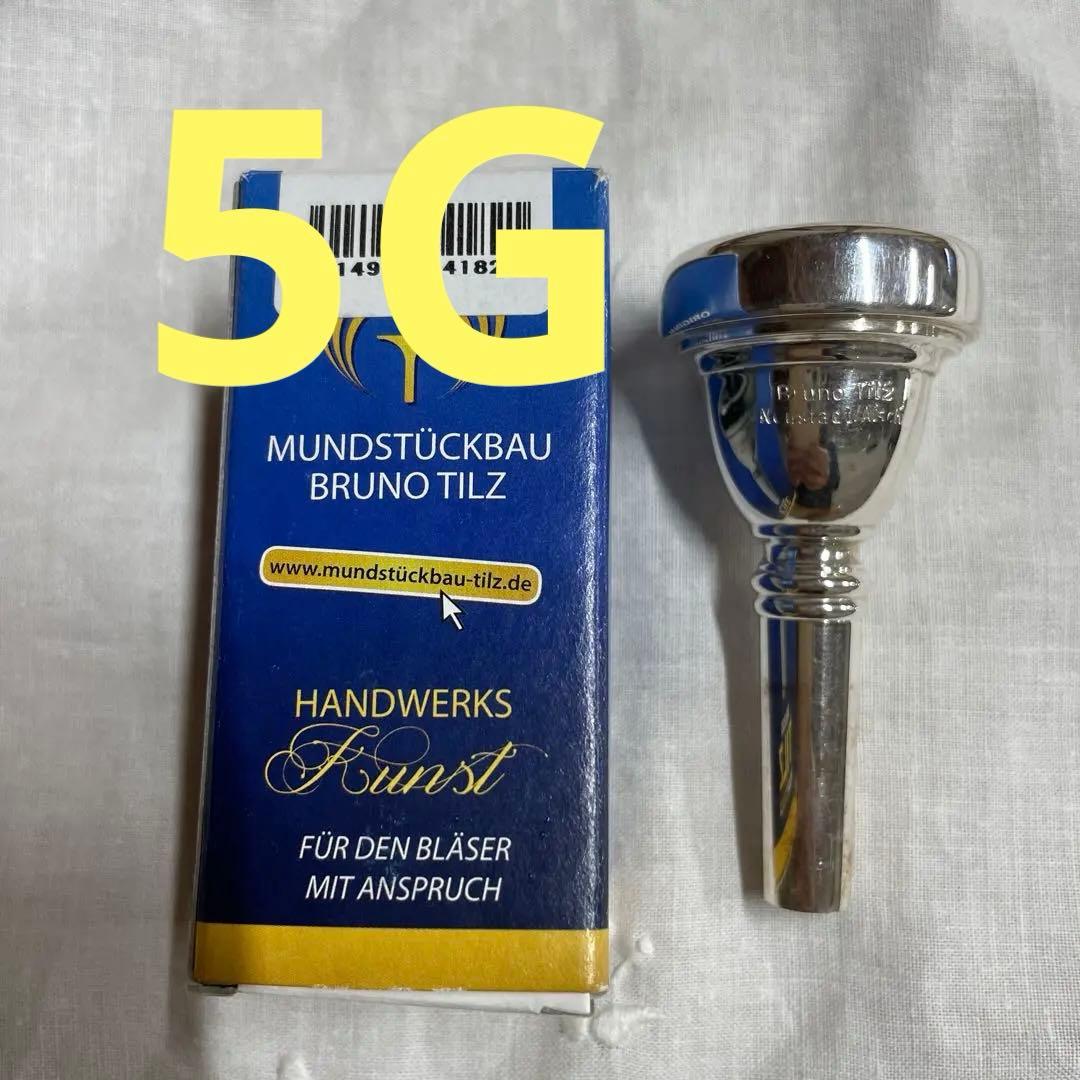 5G
MUNDSTÜCKBAU
BRUNO TILZ
www.mundstückbau-tilz.de
HANDWERKS
Kunst
FÜR DEN BLÄSER
MIT ANSPRUCH
Bruno Tilz